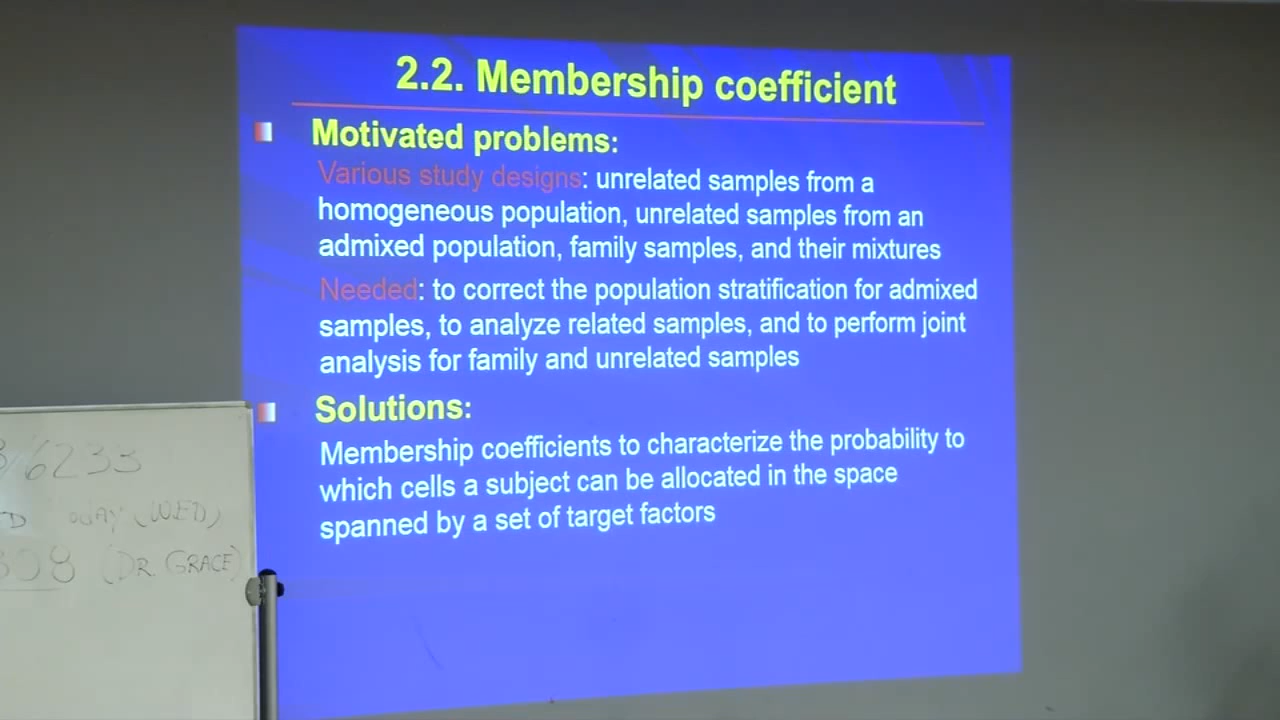 2.2. Membership coefficient
Motivated problems:
Various study designs: unrelated samples from a
homogeneous population, unrelated samples from an
admixed population, family samples, and their mixtures
Needed: to correct the population stratification for admixed
samples, to analyze related samples, and to perform joint
analysis for family and unrelated samples
Solutions:
Membership coefficients to characterize the probability to
which cells a subject can be allocated in the space
spanned by a set of target factors
6233
(WED)
308 (DR. GRACE)